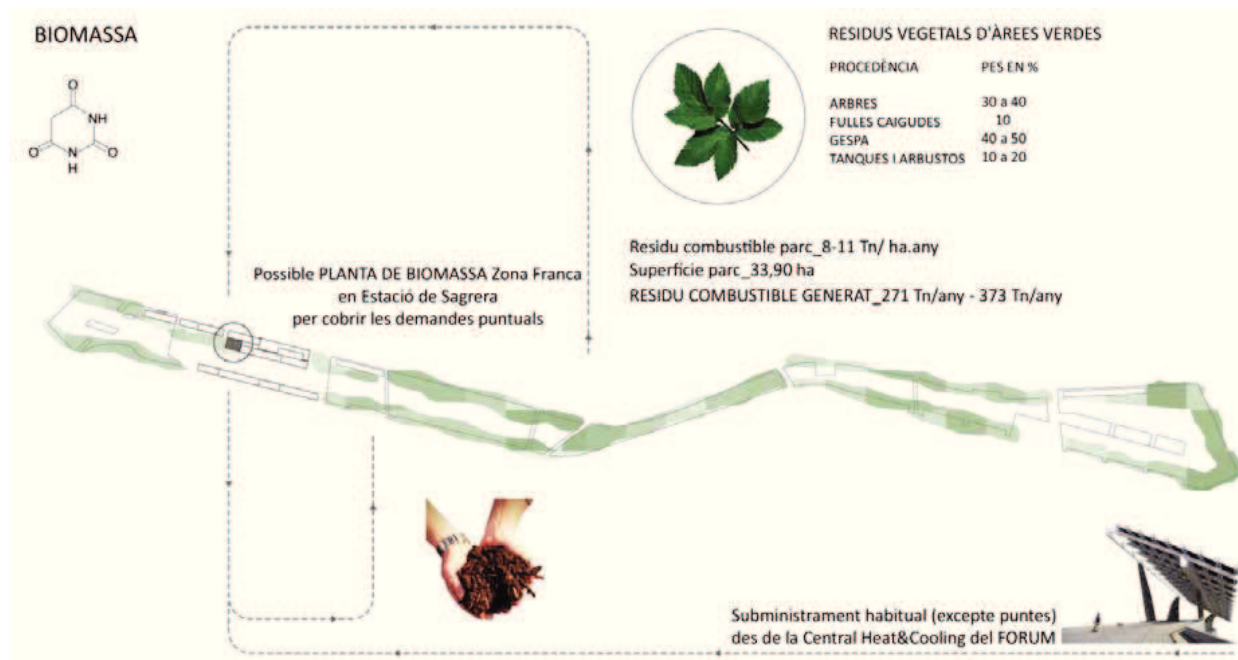 BIOMASSA
O
NH
O
N
O
H
RESIDUS VEGETALS D'ÀREES VERDES
PROCEDÈNCIA PES EN %
ARBRES 30 a 40
FULLES CAIGUDES 10
GESPA 40 a 50
TANQUES I ARBUSTOS 10 a 20
Residu combustible parc_8-11 Tn/ ha.any
Superfície parc_33,90 ha
RESIDU COMBUSTIBLE GENERAT_271 Tn/any - 373 Tn/any
Possible PLANTA DE BIOMASSA Zona Franca
en Estació de Sagrera
per cobrir les demandes puntuals
Subministrament habitual (excepte puntes)
des de la Central Heat&Cooling del FORUM